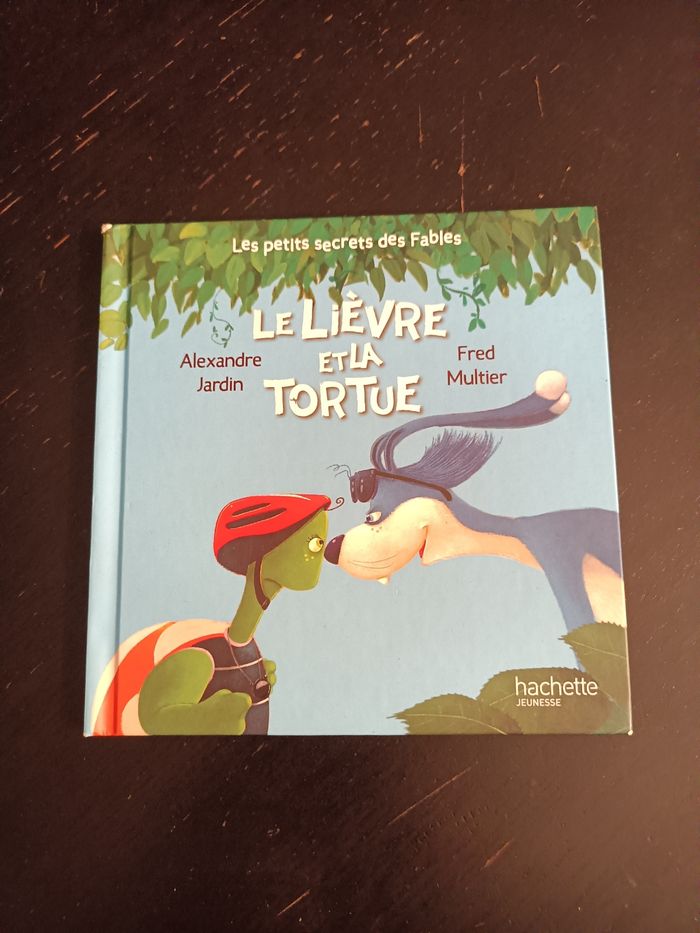 Les petits secrets des Fables
LE LIÈVRE
ET LA
TORTUE
Alexandre
Jardin
Fred
Multier
hachette
JEUNESSE